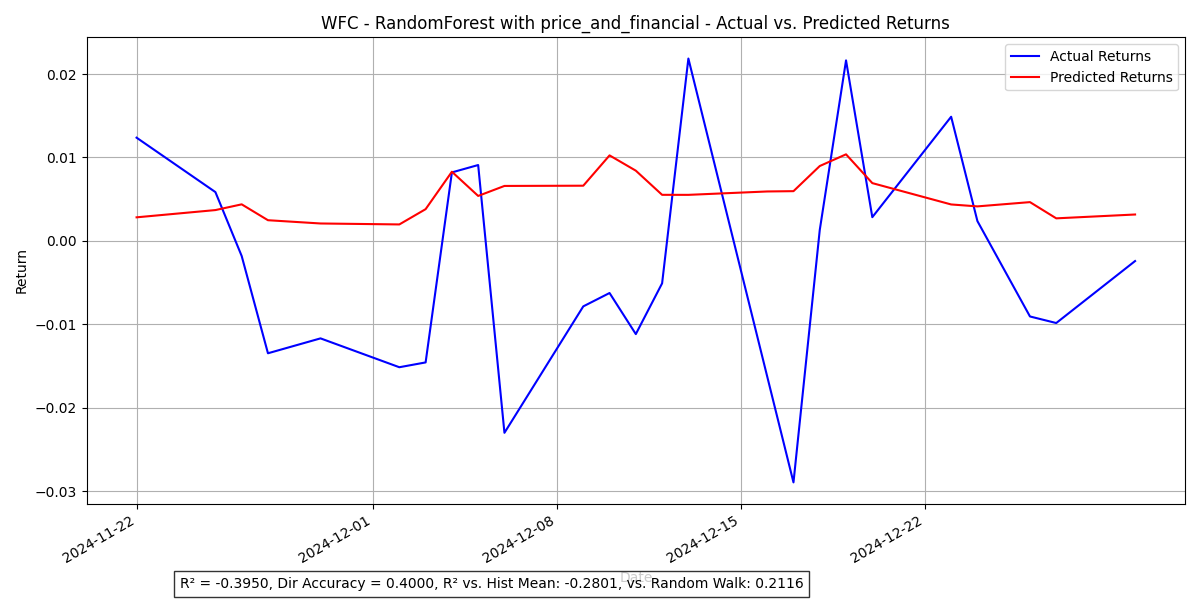 WFC - RandomForest with price_and_financial - Actual vs. Predicted Returns
Actual Returns
Predicted Returns
0.02
0.01
0.00
−0.01
−0.02
−0.03
Return
2024-11-22
2024-12-01
2024-12-08
2024-12-15
2024-12-22
Date
R² = -0.3950, Dir Accuracy = 0.4000, R² vs. Hist Mean: -0.2801, vs. Random Walk: 0.2116